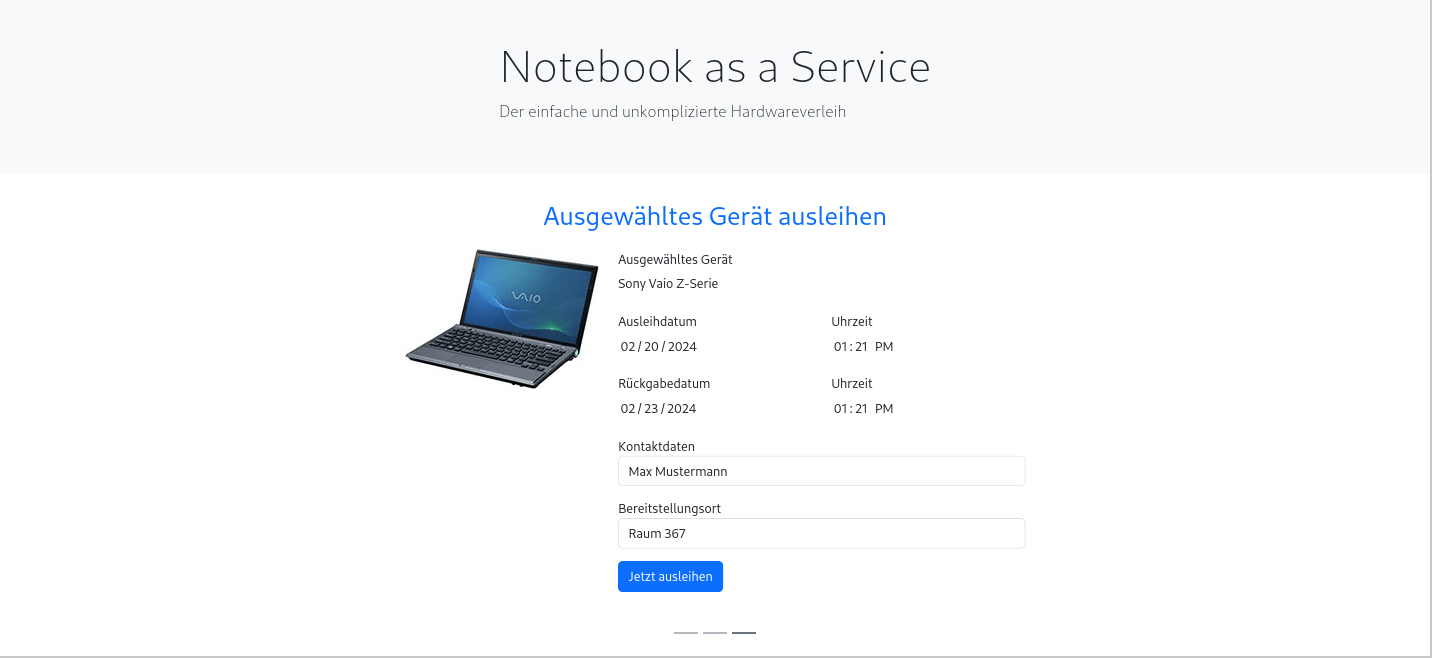 Notebook as a Service
Der einfache und unkomplizierte Hardwareverleih
Ausgewähltes Gerät ausleihen
VAIO
Ausgewähltes Gerät
Sony Vaio Z-Serie
Ausleihdatum Uhrzeit
02/20/2024 01:21 PM
Rückgabedatum Uhrzeit
02/23/2024 01:21 PM
Kontaktdaten
Max Mustermann
Bereitstellungsort
Raum 367
Jetzt ausleihen